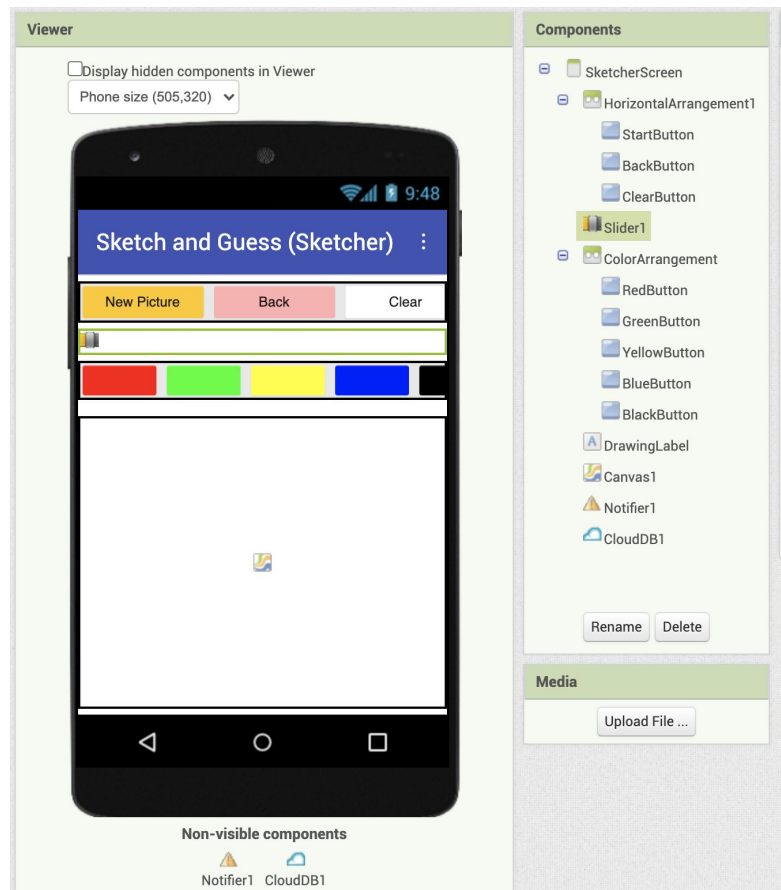 Viewer
Display hidden components in Viewer
Phone size (505,320)
9:48
Sketch and Guess (Sketcher)
New Picture Back Clear
Non-visible components
Notifier1 CloudDB1
Components
SketcherScreen
HorizontalArrangement1
StartButton
BackButton
ClearButton
Slider1
ColorArrangement
RedButton
GreenButton
YellowButton
BlueButton
BlackButton
A DrawingLabel
Canvas1
Notifier1
CloudDB1
Rename Delete
Media
Upload File ...